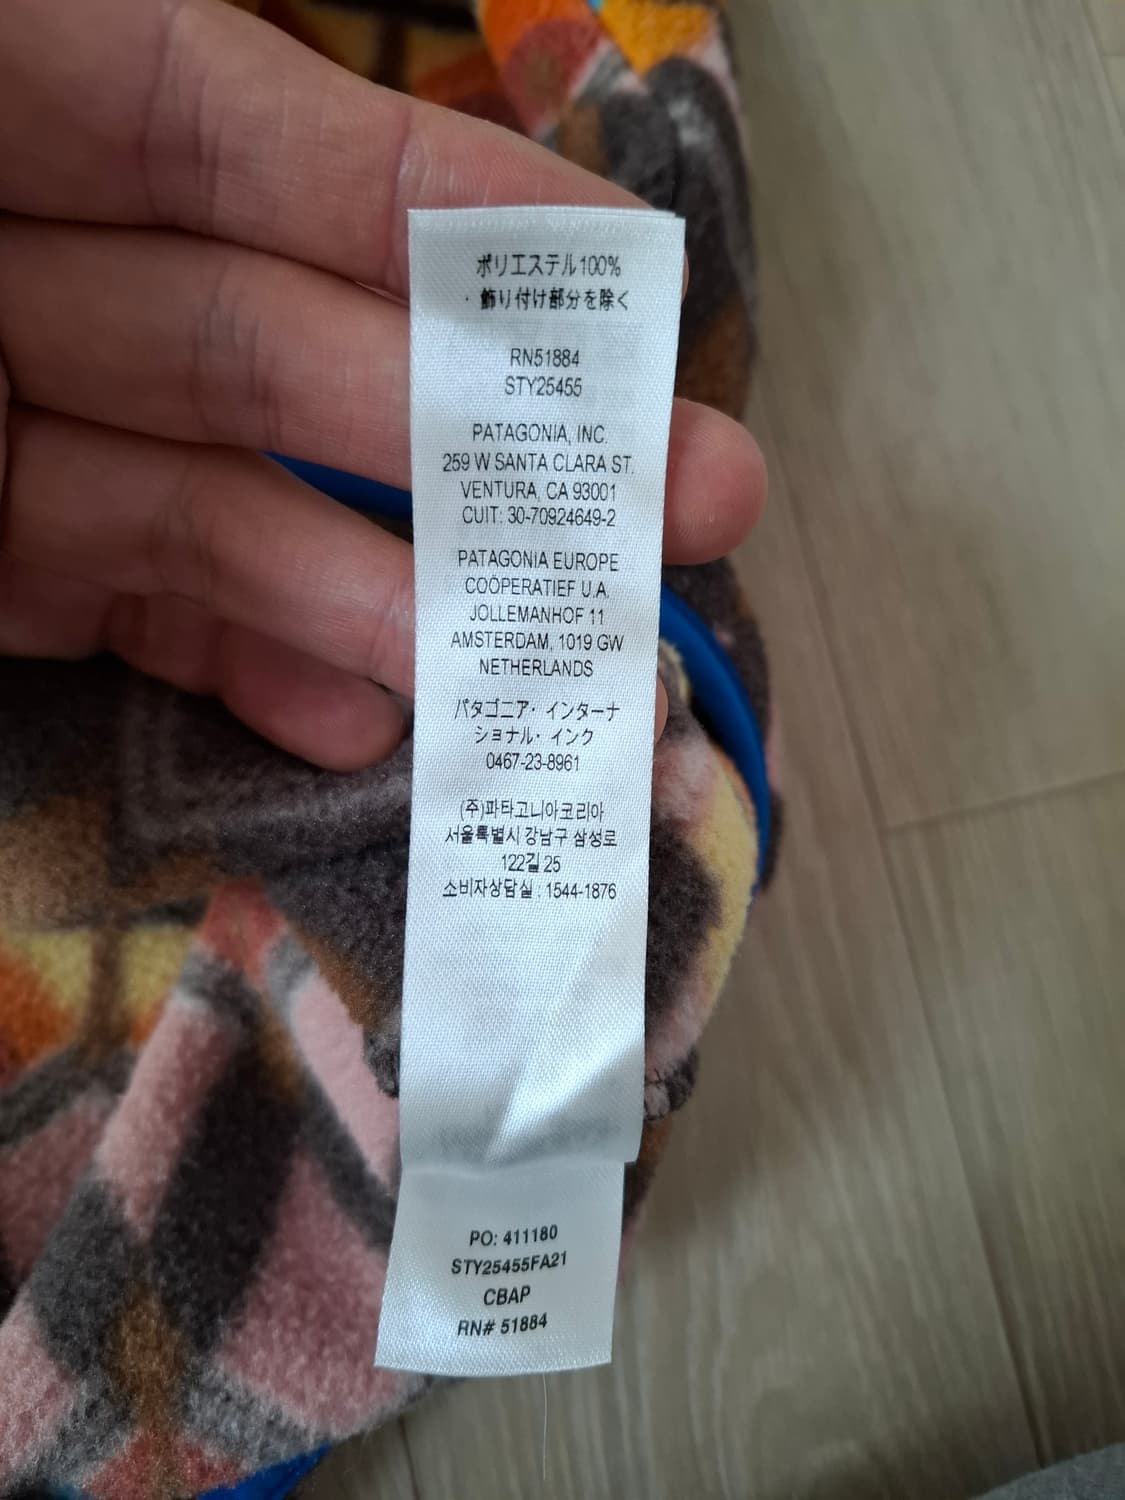 ポリエステル100%
・飾り付け部分を除く
RN51884
STY25455
PATAGONIA, INC.
259 W SANTA CLARA ST.
VENTURA, CA 93001
CUIT: 30-70924649-2
PATAGONIA EUROPE
COÖPERATIEF U.A.
JOLLEMANHOF 11
AMSTERDAM, 1019 GW
NETHERLANDS
パタゴニア・インターナ
ショナル・インク
0467-23-8961
(주)파타고니아코리아
서울특별시 강남구 삼성로
122길 25
소비자상담실 : 1544-1876
PO: 411180
STY25455FA21
CBAP
RN# 51884